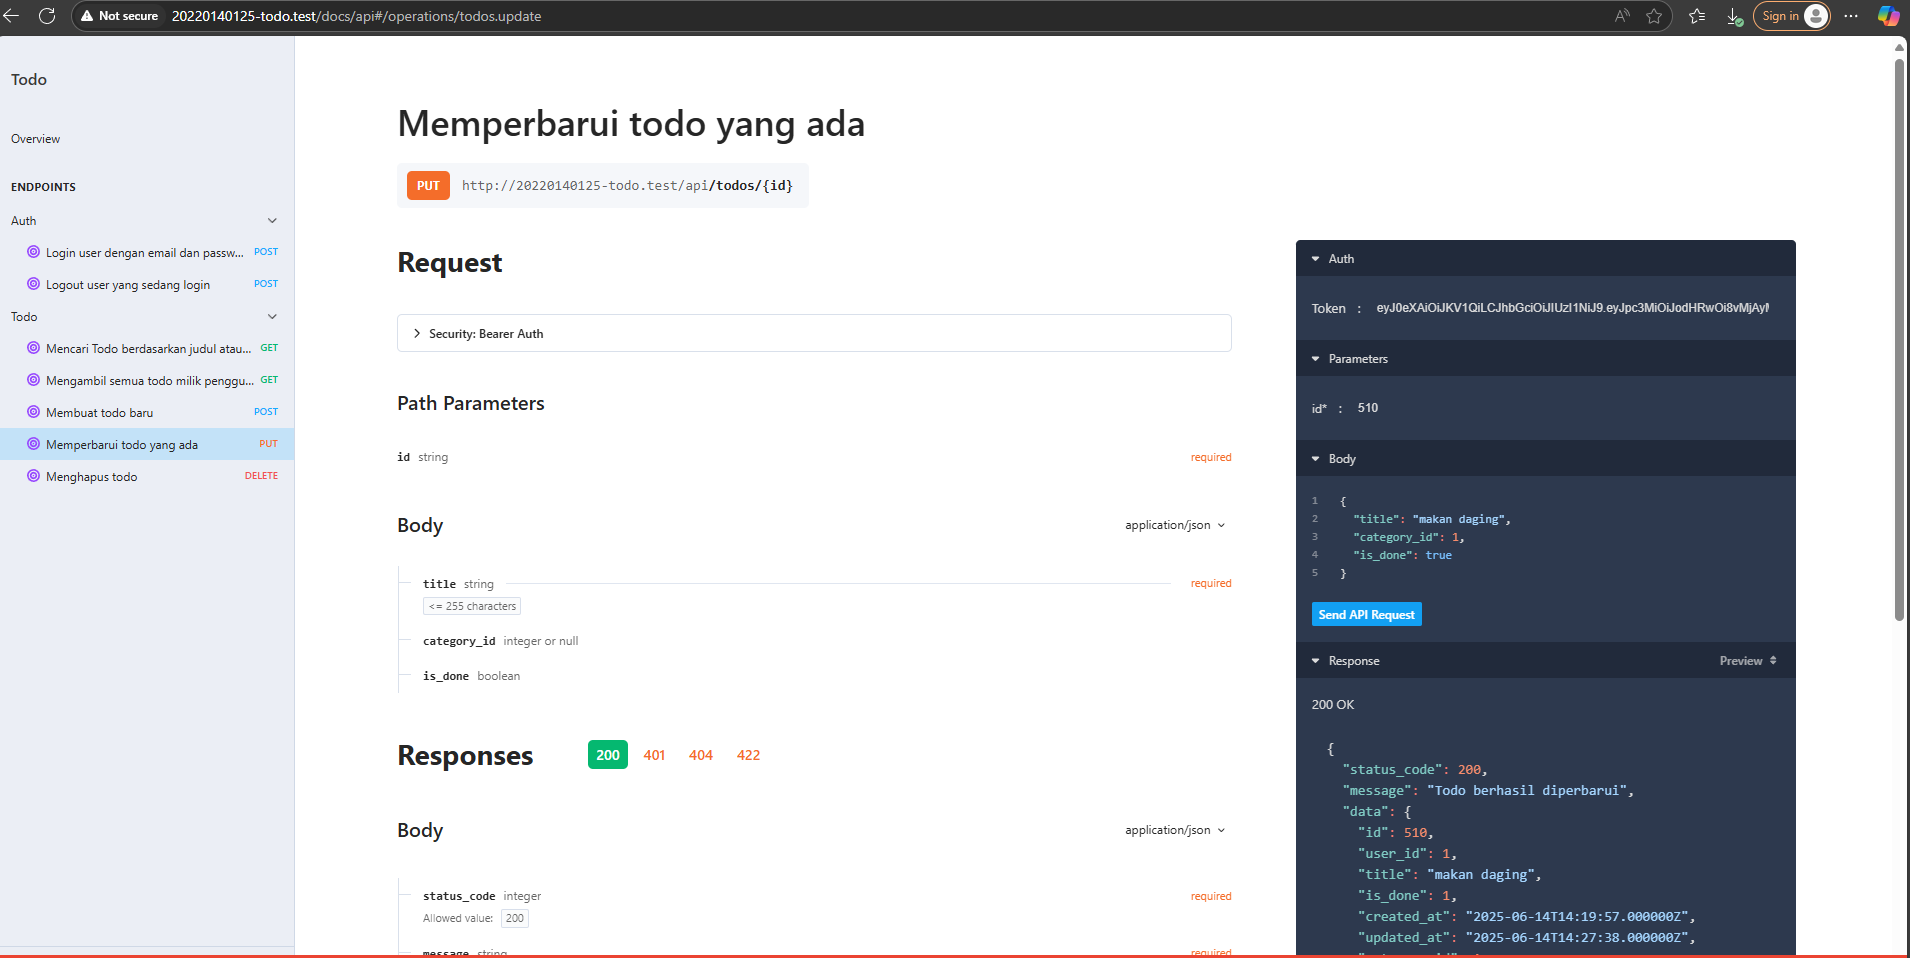 Not secure 20220140125-todo.test/docs/api#/operations/todos.update
Sign in
Todo
Overview
ENDPOINTS
Auth
Login user dengan email dan passw... POST
Logout user yang sedang login POST
Todo
Mencari Todo berdasarkan judul atau... GET
Mengambil semua todo milik penggu... GET
Membuat todo baru POST
Memperbarui todo yang ada PUT
Menghapus todo DELETE
Memperbarui todo yang ada
PUT http://20220140125-todo.test/api/todos/{id}
Request
Security: Bearer Auth
Path Parameters
id string required
Body application/json
title string required
<= 255 characters
category_id integer or null
is_done boolean
Responses 200 401 404 422
Body application/json
status_code integer required
Allowed value: 200
message string required
Auth
Token :
Parameters
id* : 510
Body
1 {
2 "title": "makan daging",
3 "category_id": 1,
4 "is_done": true
5 }
Send API Request
Response Preview
200 OK
{
"status_code": 200,
"message": "Todo berhasil diperbarui",
"data": {
"id": 510,
"user_id": 1,
"title": "makan daging",
"is_done": 1,
"created_at": "2025-06-14T14:19:57.000000Z",
"updated_at": "2025-06-14T14:27:38.000000Z",